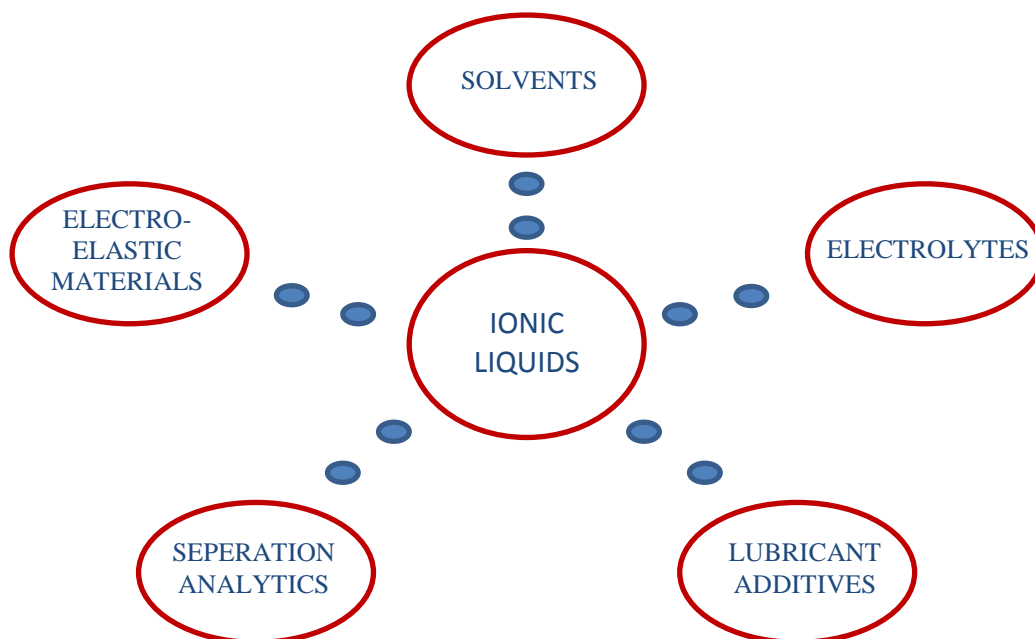 SOLVENTS
ELECTRO-
ELASTIC
MATERIALS
ELECTROLYTES
IONIC
LIQUIDS
SEPERATION
ANALYTICS
LUBRICANT
ADDITIVES